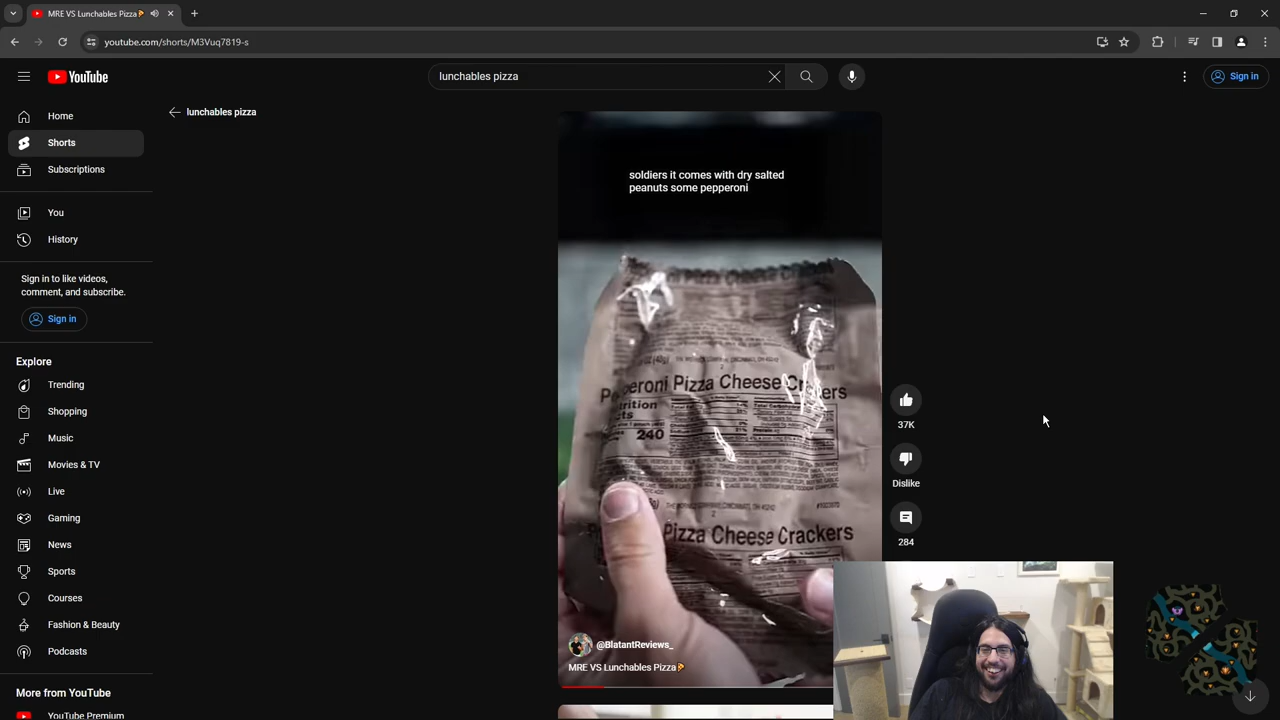 MRE VS Lunchables Pizza🍕
youtube.com/shorts/M3Vuq7819-s
YouTube
lunchables pizza
Sign in
Home
Shorts
Subscriptions
You
History
Sign in to like videos,
comment, and subscribe.
Sign in
Explore
Trending
Shopping
Music
Movies & TV
Live
Gaming
News
Sports
Courses
Fashion & Beauty
Podcasts
More from YouTube
YouTube Premium
lunchables pizza
soldiers it comes with dry salted
peanuts some pepperoni
Pizza Cheese Crackers
Pepperoni Pizza Cheese Crackers
240
Pizza Cheese Crackers
@BlatantReviews_
MRE VS Lunchables Pizza🍕
37K
Dislike
284